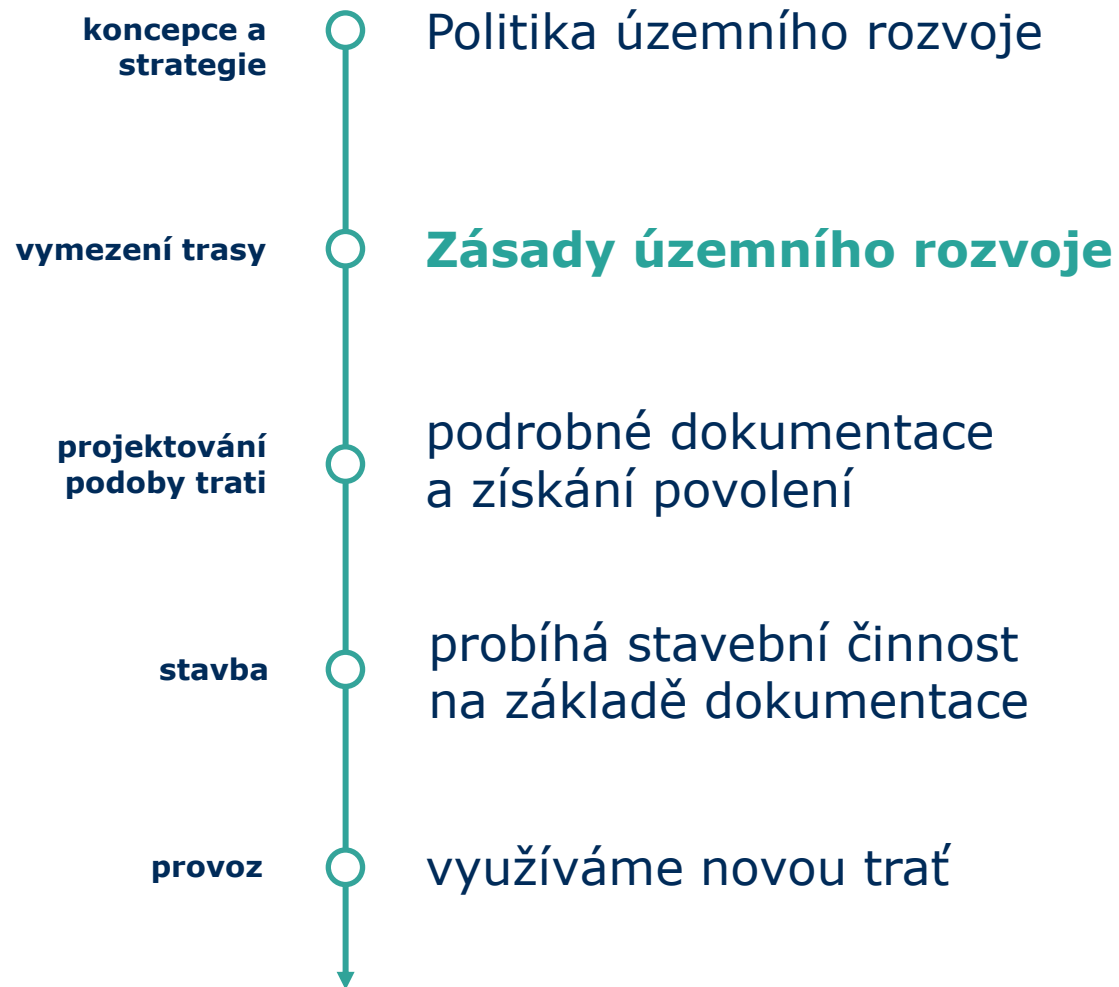 koncepce a
strategie
Politika územního rozvoje
vymezení trasy
Zásady územního rozvoje
projektování
podoby trati
podrobné dokumentace
a získání povolení
stavba
probíhá stavební činnost
na základě dokumentace
provoz
využíváme novou trať